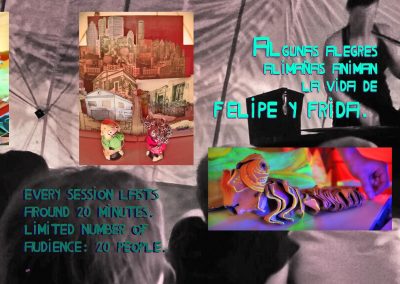 Algunas alegres
alimañas animan
la vida de
Felipe y Frida.
Every session lasts
around 20 minutes.
Limited number of
audience: 20 people.